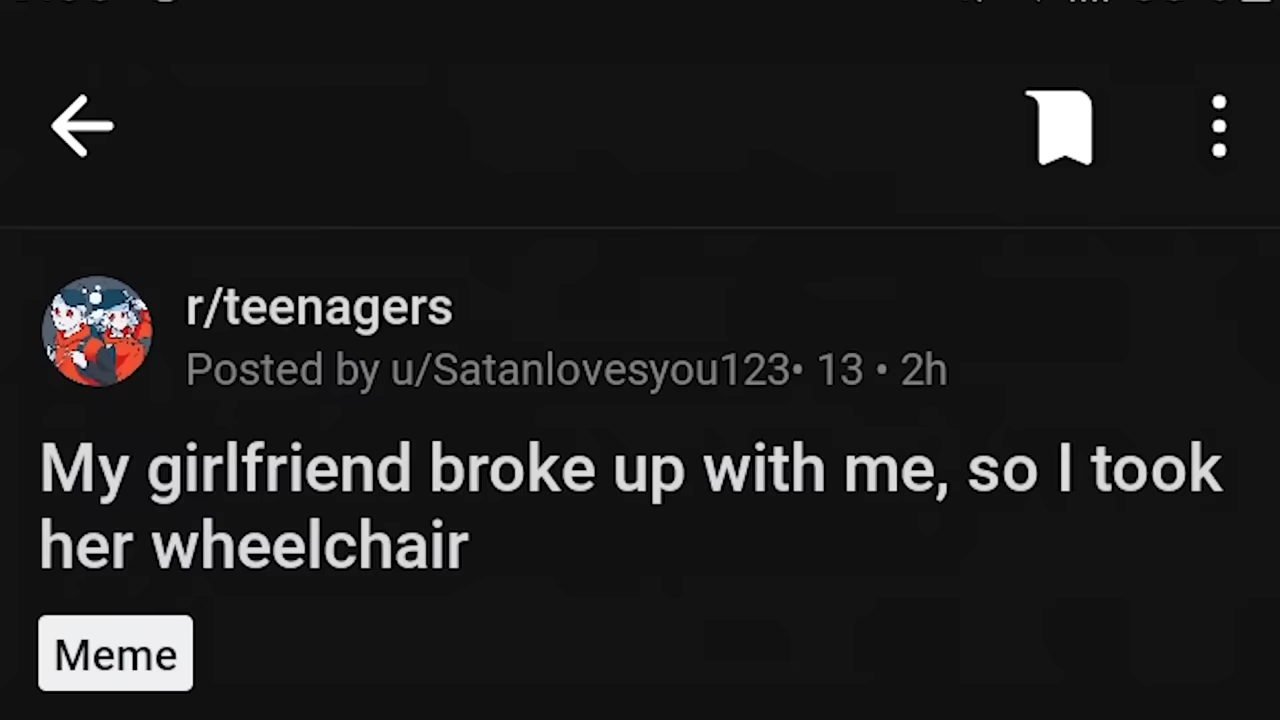 r/teenagers
Posted by u/Satanlovesyou123• 13 • 2h
My girlfriend broke up with me, so I took
her wheelchair
Meme